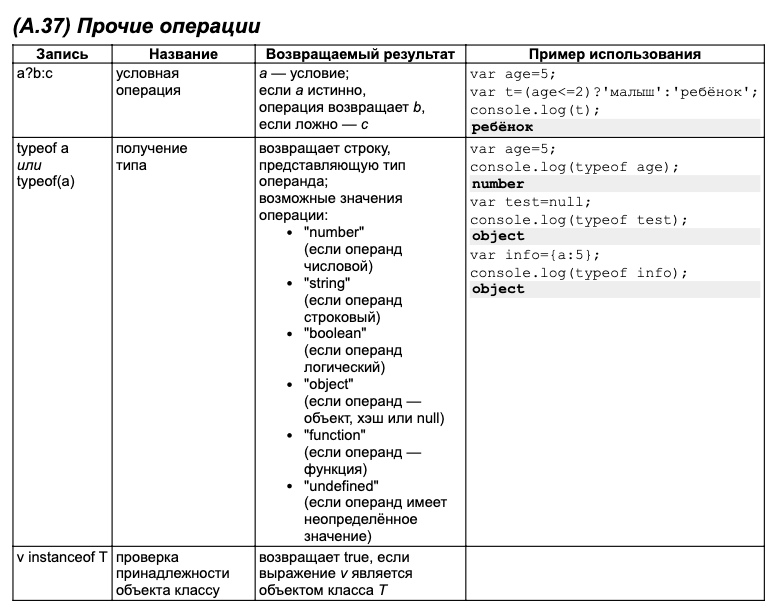 (A.37) Прочие операции
Запись Название Возвращаемый результат Пример использования
a?b:c
условная
операция
a — условие;
если a истинно,
операция возвращает b,
если ложно — c
var age=5;
var t=(age<=2)?'малыш':'ребёнок';
console.log(t);
ребёнок
typeof a
или
typeof(a)
получение
типа
возвращает строку,
представляющую тип
операнда;
возможные значения
операции:
• "number"
(если операнд
числовой)
• "string"
(если операнд
строковый)
• "boolean"
(если операнд
логический)
• "object"
(если операнд —
объект, хэш или null)
• "function"
(если операнд —
функция)
• "undefined"
(если операнд имеет
неопределённое
значение)
var age=5;
console.log(typeof age);
number
var test=null;
console.log(typeof test);
object
var info={a:5};
console.log(typeof info);
object
v instanceof T
проверка
принадлежности
объекта классу
возвращает true, если
выражение v является
объектом класса T